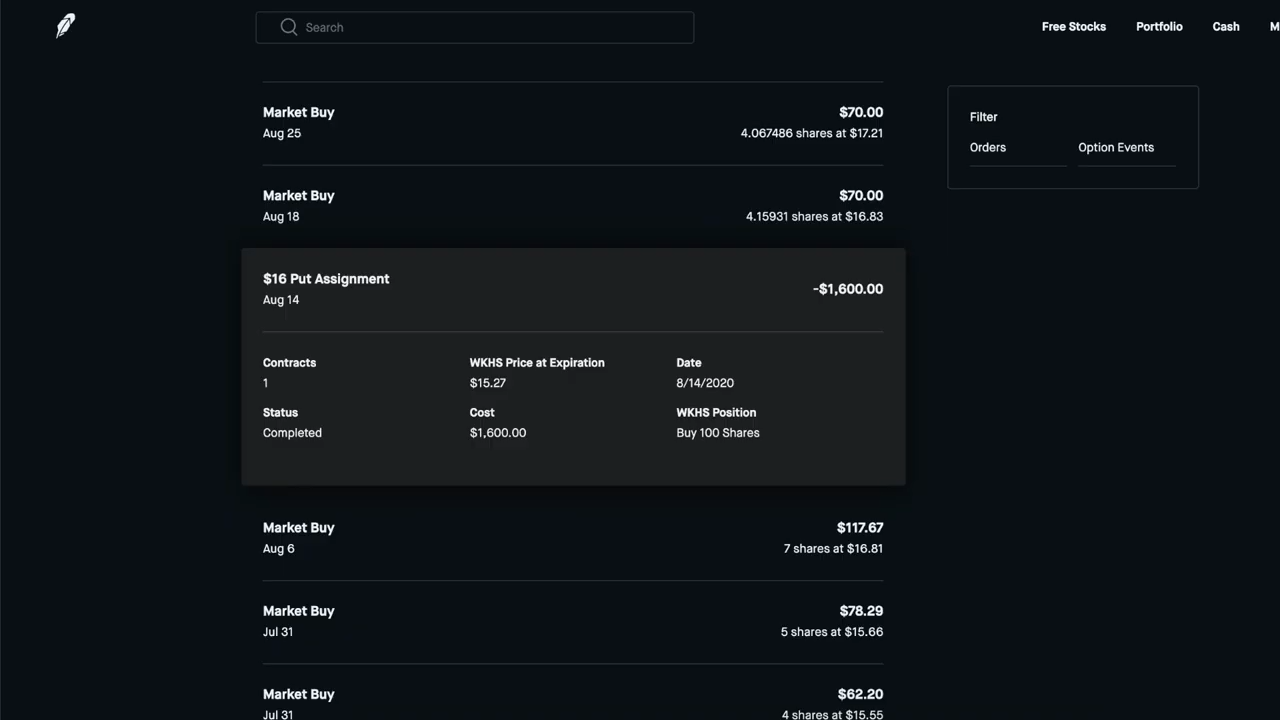 Search
Free Stocks
Portfolio
Cash
M
Market Buy
$70.00
Aug 25
4.067486 shares at $17.21
Filter
Orders
Option Events
Market Buy
$70.00
Aug 18
4.15931 shares at $16.83
$16 Put Assignment
-$1,600.00
Aug 14
Contracts
WKHS Price at Expiration
Date
1
$15.27
8/14/2020
Status
Cost
WKHS Position
Completed
$1,600.00
Buy 100 Shares
Market Buy
$117.67
Aug 6
7 shares at $16.81
Market Buy
$78.29
Jul 31
5 shares at $15.66
Market Buy
$62.20
Jul 31
4 shares at $15.55